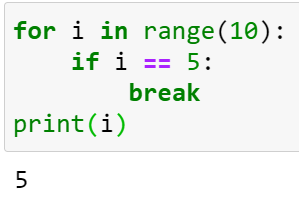 for i in range(10):
    if i == 5:
        break
print(i)
5